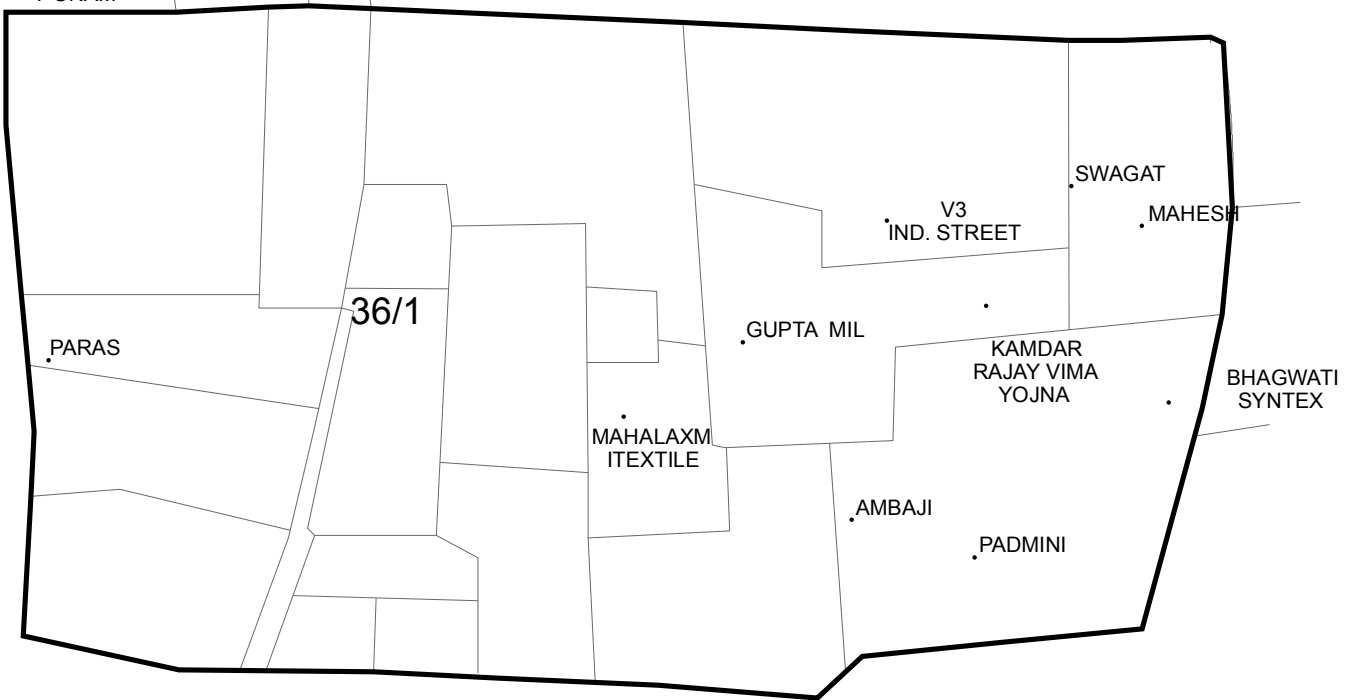 SWAGAT
MAHESH
V3
IND. STREET
36/1
GUPTA MIL
PARAS
KAMDAR
RAJAY VIMA
YOJNA
BHAGWATI
SYNTEX
MAHALAXM
ITEXTILE
AMBAJI
PADMINI